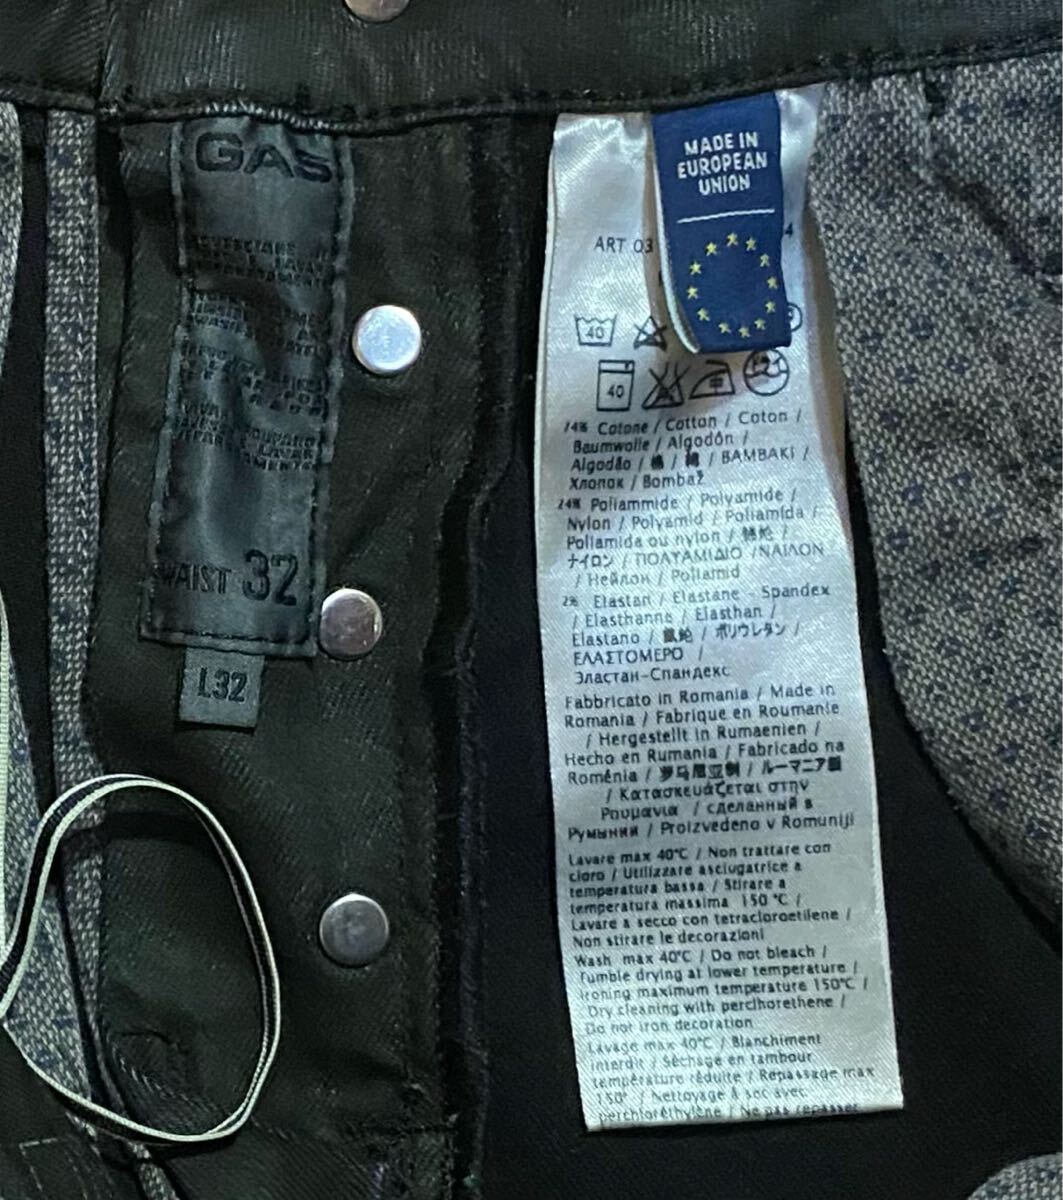 GAS
WAIST 32
L32
MADE IN
EUROPEAN
UNION
ART 03
4
40
40
74% Cotone / Cotton / Coton /
Baumwolle / Algodón /
Algodão / 棉 / 綿 / BAMBAKI /
Хлопок / Bombaž
24% Poliammide / Polyamide /
Nylon / Polyamid / Poliamida /
Poliamida ou nylon /
ナイロン / ΠΟΛΥΑΜΙΔΙΟ / ΝΑΙΛΟΝ
/ Нейлон / Poliamid
2% Elastan / Elastane - Spandex
/ Elasthanne / Elasthan /
Elastano / / ポリウレタン /
ΕΛΑΣΤΟΜΕΡΟ /
Эластан-Спандекс
Fabbricato in Romania / Made in
Romania / Fabrique en Roumanie
/ Hergestellt in Rumaenien /
Hecho en Rumania / Fabricado na
Roménia / 罗马尼亚制 / ルーマニア製
/ Κατασκευάζεται στην
Ρουμανια / сделанный в
Румынии / Proizvedeno v Romuniji
Lavare max 40°C / Non trattare con
cloro / Utilizzare asciugatrice a
temperatura bassa / Stirare a
temperatura massima 150 °C /
Lavare a secco con tetracloroetilene /
Non stirare le decorazioni
Wash max 40°C / Do not bleach /
Tumble drying at lower temperature /
Ironing maximum temperature 150°C /
Dry cleaning with perclhorethene /
Do not iron decoration
Lavage max 40°C / Blanchiment
interdit / Séchage en tambour
température réduite / Repassage max
150° / Nettoyage à sec avec
perchloréthylène / Ne pas repasser